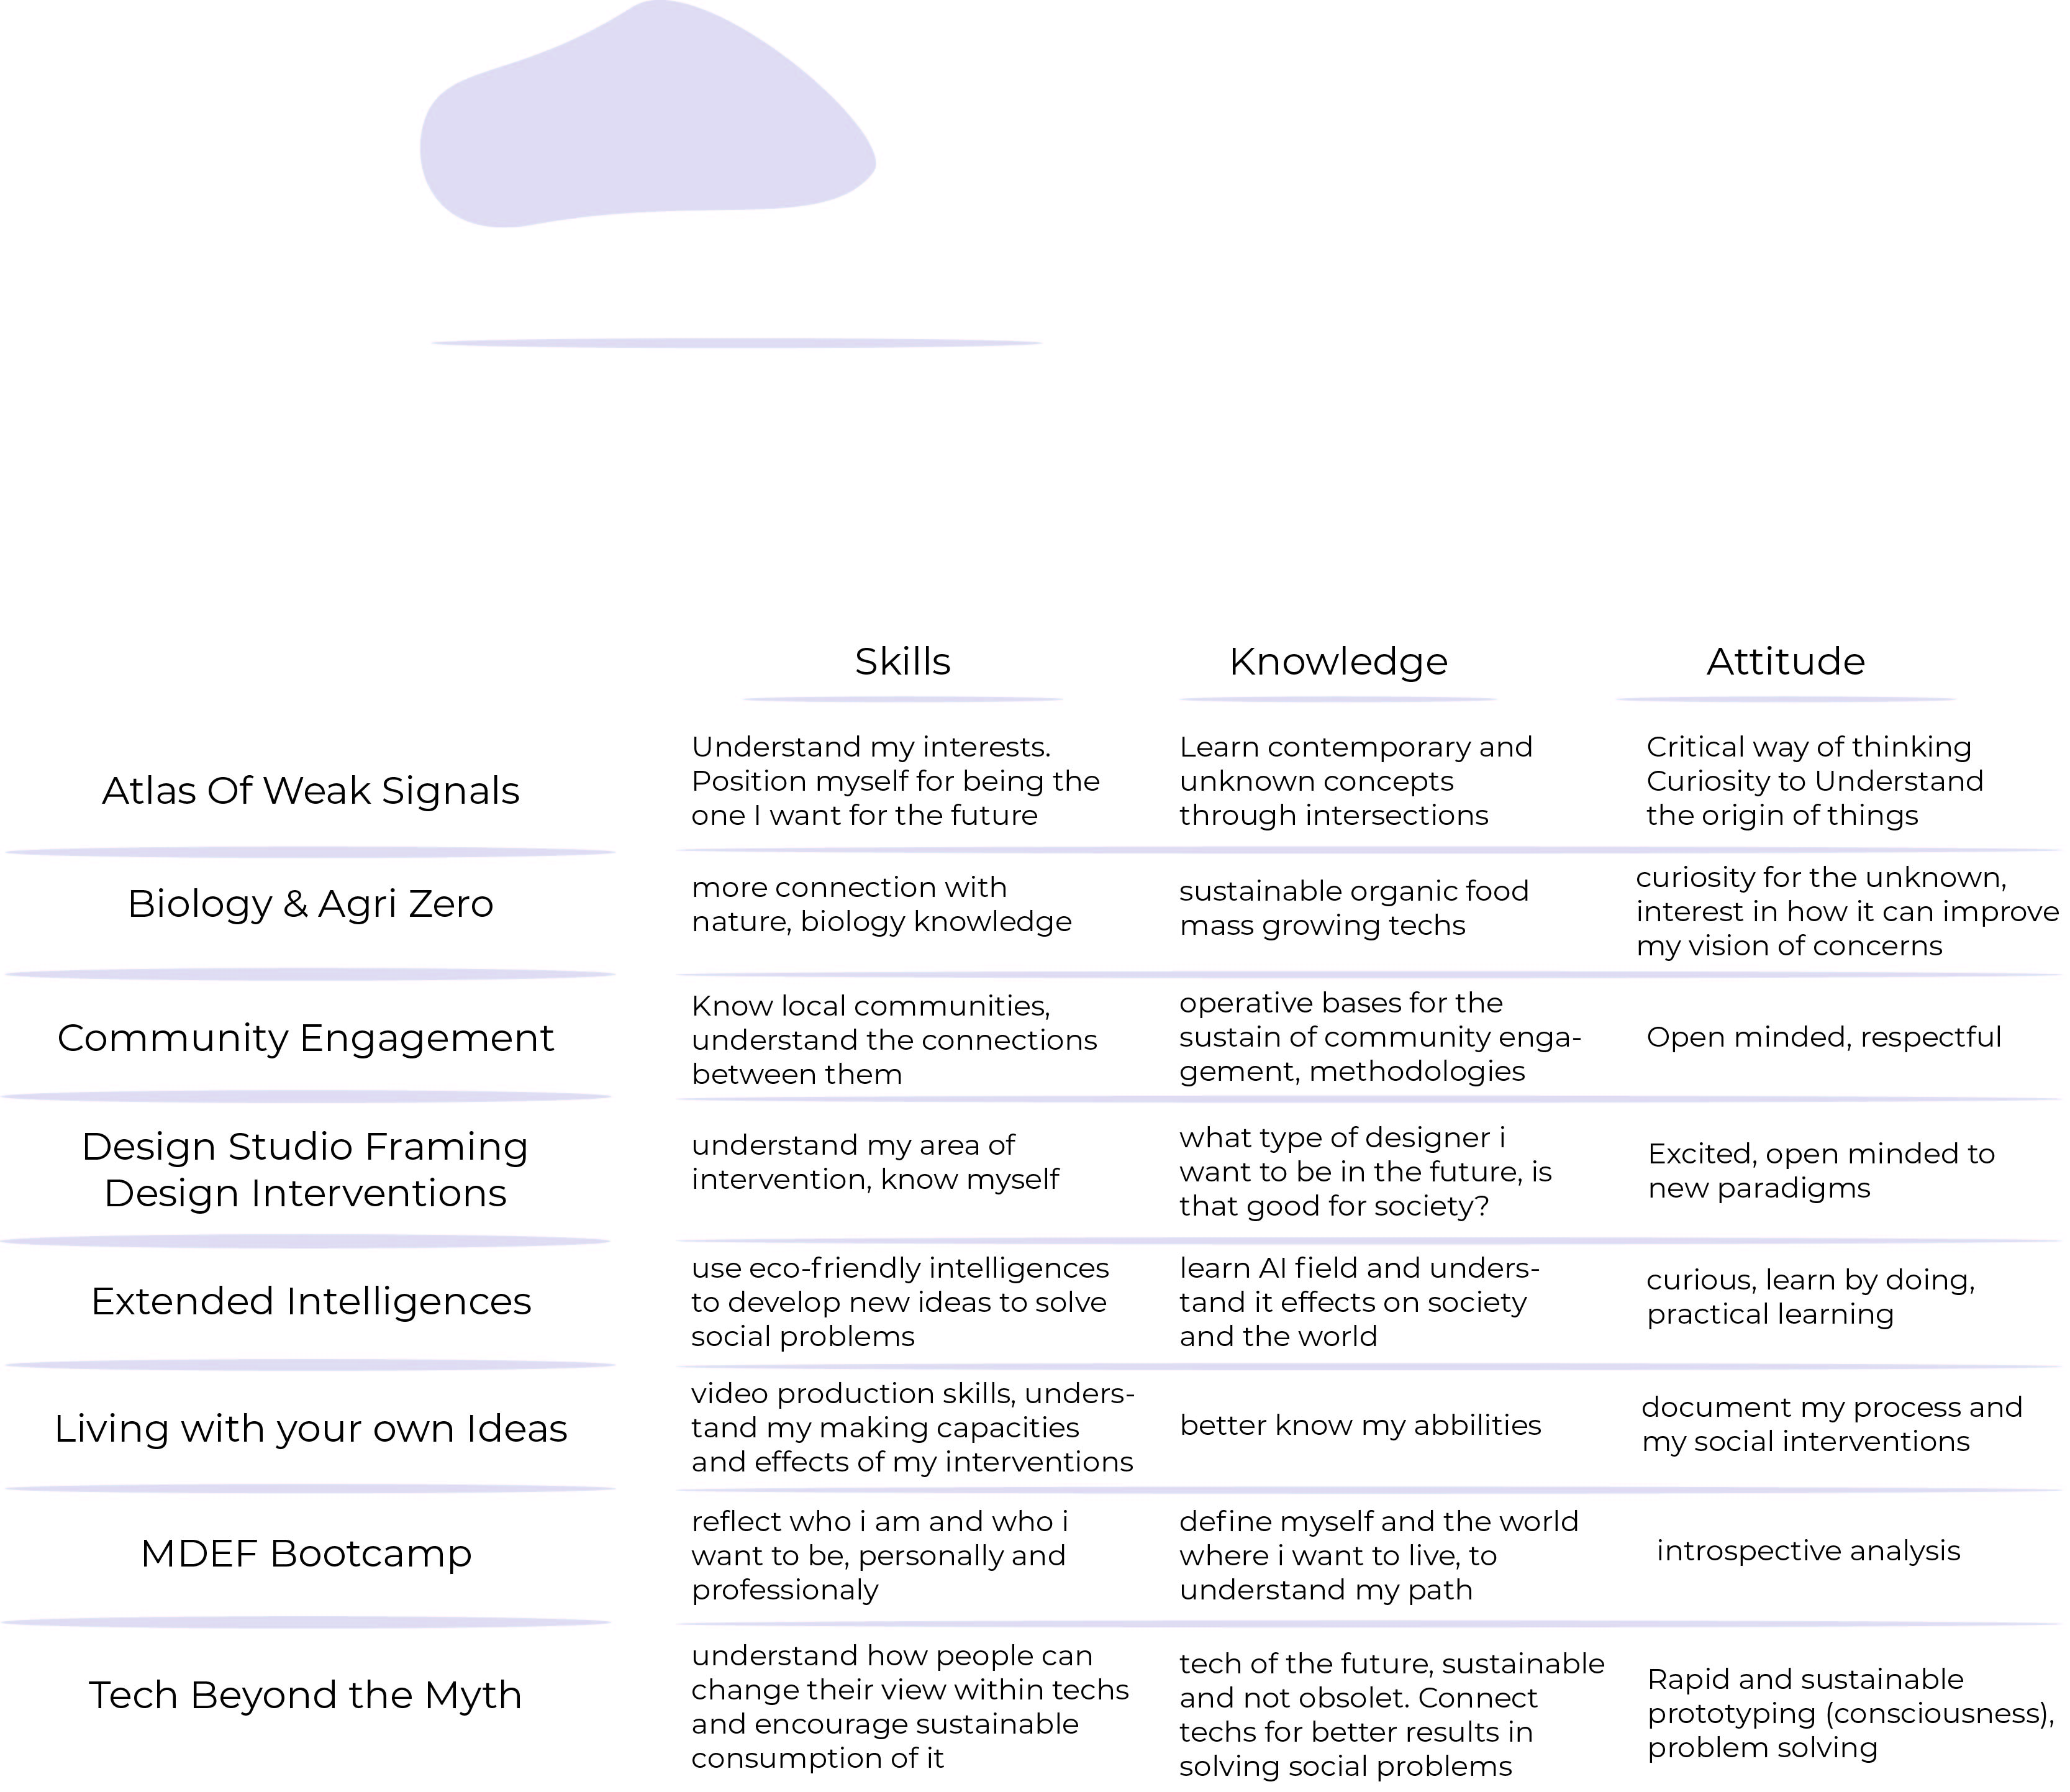 Skills
Knowledge
Attitude
Atlas Of Weak Signals
Understand my interests.
Position myself for being the
one I want for the future
Learn contemporary and
unknown concepts
through intersections
Critical way of thinking
Curiosity to Understand
the origin of things
Biology & Agri Zero
more connection with
nature, biology knowledge
sustainable organic food
mass growing techs
curiosity for the unknown,
interest in how it can improve
my vision of concerns
Community Engagement
Know local communities,
understand the connections
between them
operative bases for the
sustain of community enga-
gement, methodologies
Open minded, respectful
Design Studio Framing
Design Interventions
understand my area of
intervention, know myself
what type of designer i
want to be in the future, is
that good for society?
Excited, open minded to
new paradigms
Extended Intelligences
use eco-friendly intelligences
to develop new ideas to solve
social problems
learn AI field and unders-
tand it effects on society
and the world
curious, learn by doing,
practical learning
Living with your own Ideas
video production skills, unders-
tand my making capacities
and effects of my interventions
better know my abbilities
document my process and
my social interventions
MDEF Bootcamp
reflect who i am and who i
want to be, personally and
professionaly
define myself and the world
where i want to live, to
understand my path
introspective analysis
Tech Beyond the Myth
understand how people can
change their view within techs
and encourage sustainable
consumption of it
tech of the future, sustainable
and not obsolet. Connect
techs for better results in
solving social problems
Rapid and sustainable
prototyping (consciousness),
problem solving